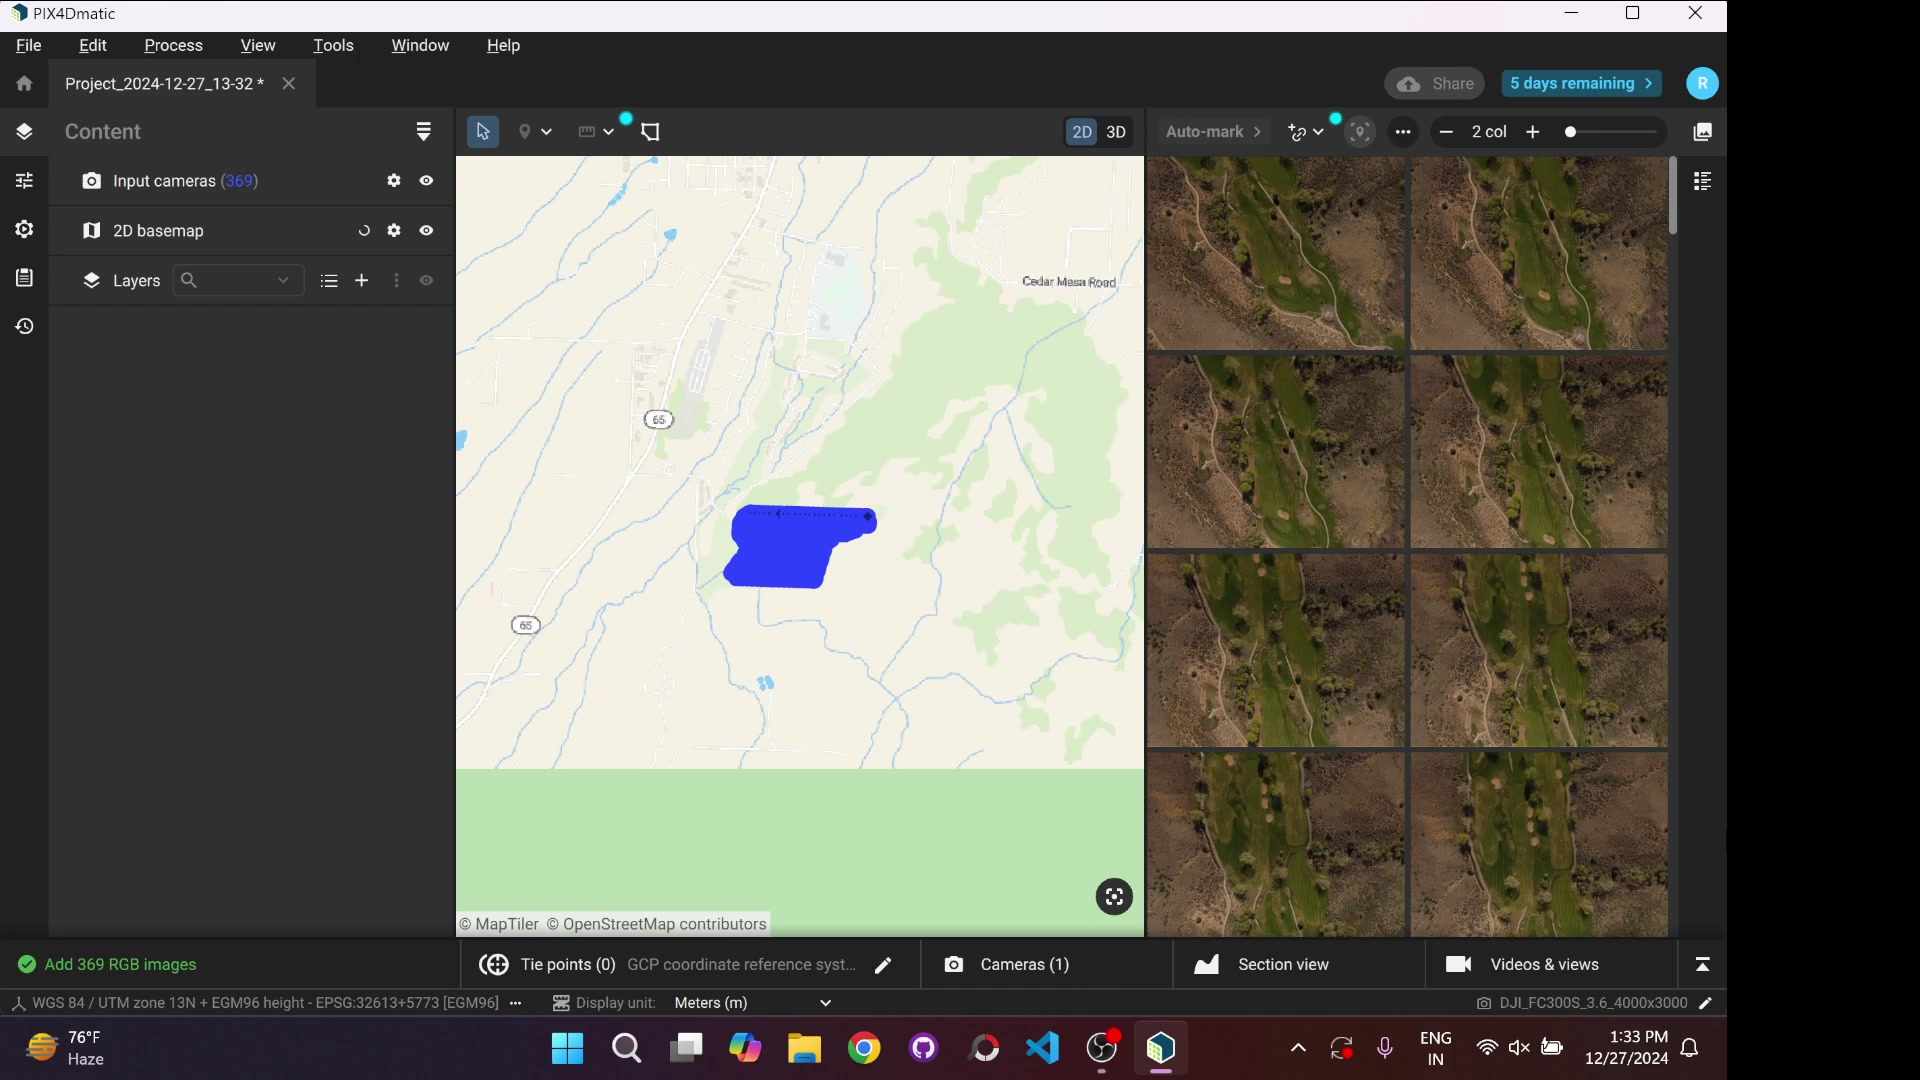 PIX4Dmatic
File Edit Process View Tools Window Help
Project_2024-12-27_13-32 *
Share
5 days remaining
R
Content
2D 3D
Auto-mark
2 col
Input cameras (369)
2D basemap
Layers
Cedar Mesa Road
65
65
© MapTiler © OpenStreetMap contributors
Add 369 RGB images
Tie points (0) GCP coordinate reference syst...
Cameras (1)
Section view
Videos & views
WGS 84 / UTM zone 13N + EGM96 height - EPSG:32613+5773 [EGM96]
Display unit: Meters (m)
DJI_FC300S_3.6_4000x3000
76°F
Haze
ENG
IN
1:33 PM
12/27/2024